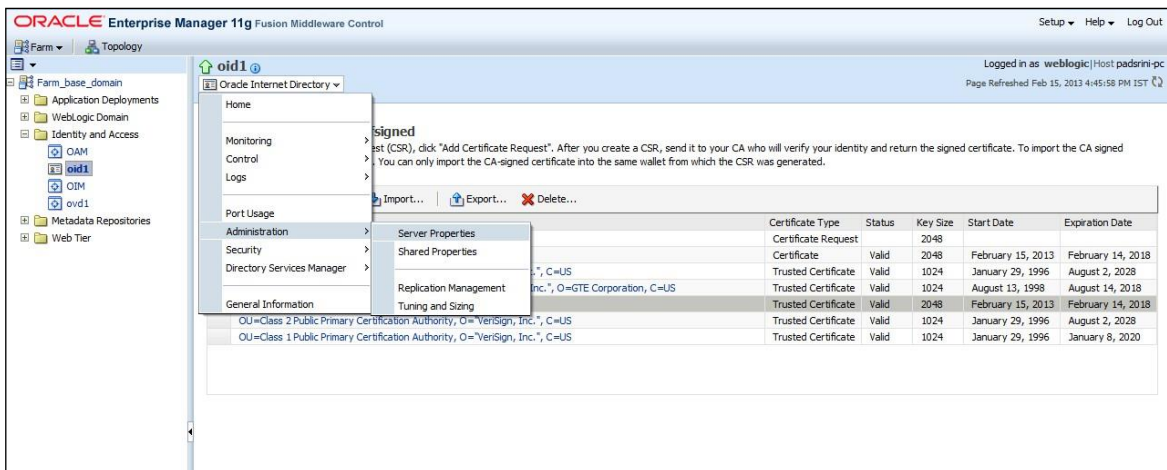 ORACLE Enterprise Manager 11g Fusion Middleware Control
Setup Help Log Out
Farm Topology
oid1
Logged in as weblogic|Host padsrini-pc
Oracle Internet Directory
Page Refreshed Feb 15, 2013 4:45:58 PM IST
Farm_base_domain
Application Deployments
WebLogic Domain
Identity and Access
OAM
oid1
OIM
ovd1
Metadata Repositories
Web Tier
Home
Monitoring
Control
Logs
Port Usage
Administration
Security
Directory Services Manager
General Information
Server Properties
Shared Properties
Replication Management
Tuning and Sizing
fsigned
est (CSR), click "Add Certificate Request". After you create a CSR, send it to your CA who will verify your identity and return the signed certificate. To import the CA signed
. You can only import the CA-signed certificate into the same wallet from which the CSR was generated.
Import... Export... Delete...
Certificate Type Status Key Size Start Date Expiration Date
Certificate Request 2048
Certificate Valid 2048 February 15, 2013 February 14, 2018
.", C=US Trusted Certificate Valid 1024 January 29, 1996 August 2, 2028
Inc.", O=GTE Corporation, C=US Trusted Certificate Valid 1024 August 13, 1998 August 14, 2018
Trusted Certificate Valid 2048 February 15, 2013 February 14, 2018
OU=Class 2 Public Primary Certification Authority, O="VeriSign, Inc.", C=US Trusted Certificate Valid 1024 January 29, 1996 August 2, 2028
OU=Class 1 Public Primary Certification Authority, O="VeriSign, Inc.", C=US Trusted Certificate Valid 1024 January 29, 1996 January 8, 2020